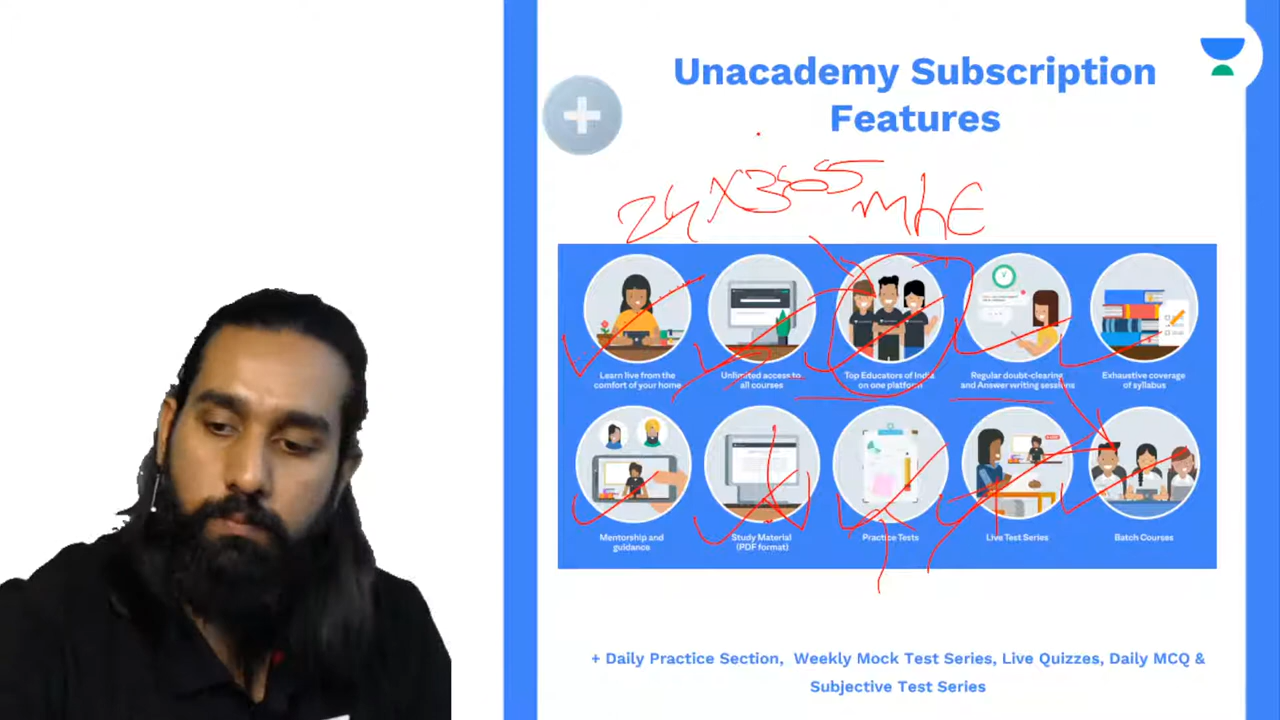 Unacademy Subscription
Features
24 X 365
Learn live from the
comfort of your home
Unlimited access to
all courses
Top Educators of India
on one platform
Regular doubt-clearing
and Answer writing sessions
Exhaustive coverage
of syllabus
Mentorship and
guidance
Study Material
(PDF format)
Practice Tests
Live Test Series
Batch Courses
+ Daily Practice Section, Weekly Mock Test Series, Live Quizzes, Daily MCQ &
Subjective Test Series